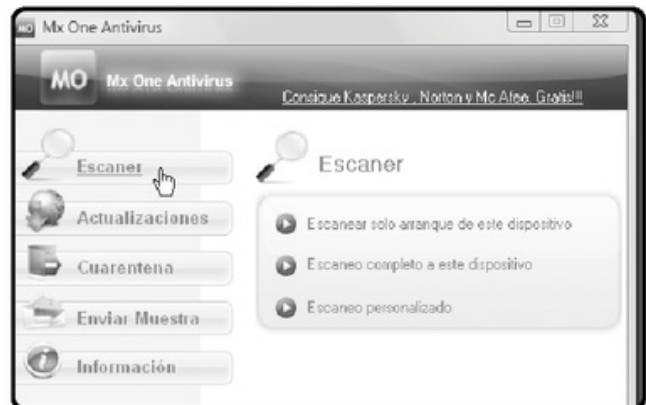 MO Mx One Antivirus
MO Mx One Antivirus
Consigue Kaspersky , Norton y Mc Afee. Gratis!!!
Escaner
Actualizaciones
Cuarentena
Enviar Muestra
Información
Escaner
Escanear solo arranque de este dispositivo
Escaneo completo a este dispositivo
Escaneo personalizado